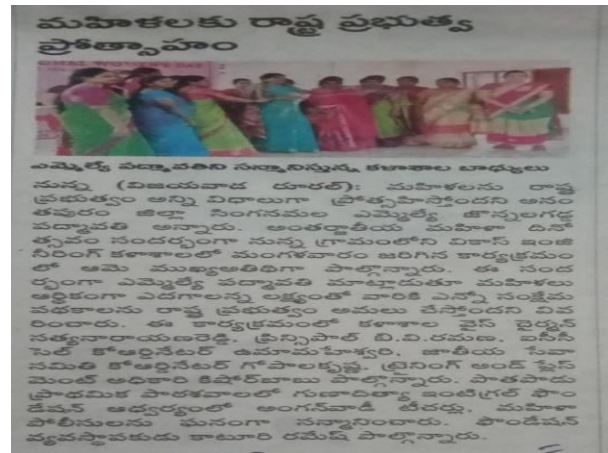 మహిళలకు రాష్ట్ర ప్రభుత్వ
ప్రోత్సాహం
ఎమ్మెల్యే పద్మావతిని సన్మానిస్తున్న కళాశాల బాధ్యులు
నున్న (విజయవాడ రూరల్): మహిళలను రాష్ట్ర
ప్రభుత్వం అన్ని విధాలుగా ప్రోత్సహిస్తోందని అనం
తపురం జిల్లా సింగనమల ఎమ్మెల్యే జొన్నలగడ్డ
పద్మావతి అన్నారు. అంతర్జాతీయ మహిళా దినో
త్సవం సందర్భంగా నున్న గ్రామంలోని వికాస్ ఇంజి
నీరింగ్ కళాశాలలో మంగళవారం జరిగిన కార్యక్రమం
లో ఆమె ముఖ్యఅతిథిగా పాల్గొన్నారు. ఈ సంద
ర్భంగా ఎమ్మెల్యే పద్మావతి మాట్లాడుతూ మహిళలు
ఆర్థికంగా ఎదగాలన్న లక్ష్యంతో వారికి ఎన్నో సంక్షేమ
పథకాలను రాష్ట్ర ప్రభుత్వం అమలు చేస్తోందని వివ
రించారు. ఈ కార్యక్రమంలో కళాశాల వైస్ ఛైర్మన్
సత్యనారాయణరెడ్డి, ప్రిన్సిపాల్ బి.వి.రమణ, ఐసీసీ
సెల్ కోఆర్డినేటర్ ఉమామహేశ్వరి, జాతీయ సేవా
సమితి కోఆర్డినేటర్ గోపాలకృష్ణ, ట్రైనింగ్ అండ్ ప్లేస్
మెంట్ అధికారి కిషోర్‌బాబు పాల్గొన్నారు. పాతపాడు
ప్రాథమిక పాఠశాలలో గుణాదిత్యా ఇంటిగ్రల్ ఫౌం
డేషన్ ఆధ్వర్యంలో అంగన్‌వాడీ టీచర్లు, మహిళా
పోలీసులను ఘనంగా సన్మానించారు. ఫౌండేషన్
వ్యవస్థాపకుడు కాటూరి రమేష్ పాల్గొన్నారు.